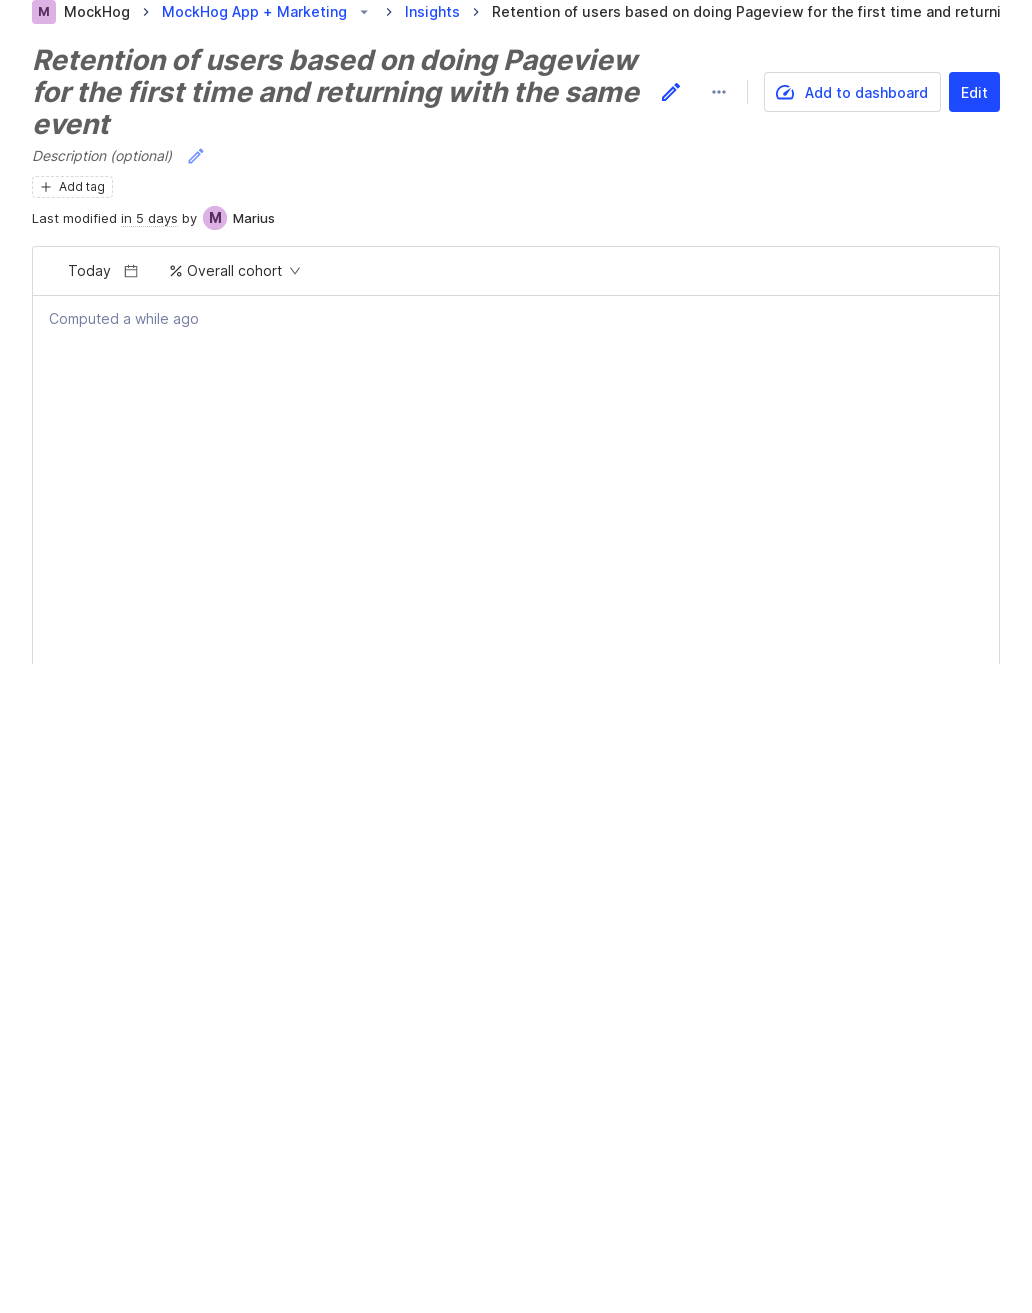 M MockHog MockHog App + Marketing Insights Retention of users based on doing Pageview for the first time and returni
Retention of users based on doing Pageview
for the first time and returning with the same
event
Add to dashboard
Edit
Description (optional)
Add tag
Last modified in 5 days by M Marius
Today % Overall cohort
Computed a while ago